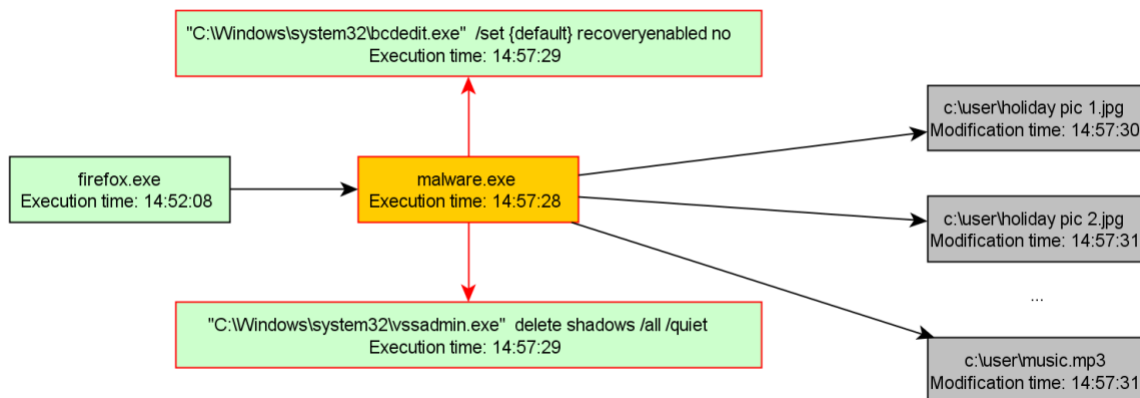 "C:\Windows\system32\bcdedit.exe"  /set {default} recoveryenabled no
Execution time: 14:57:29
c:\user\holiday pic 1.jpg
Modification time: 14:57:30
firefox.exe
Execution time: 14:52:08
malware.exe
Execution time: 14:57:28
c:\user\holiday pic 2.jpg
Modification time: 14:57:31
...
"C:\Windows\system32\vssadmin.exe"  delete shadows /all /quiet
Execution time: 14:57:29
c:\user\music.mp3
Modification time: 14:57:31